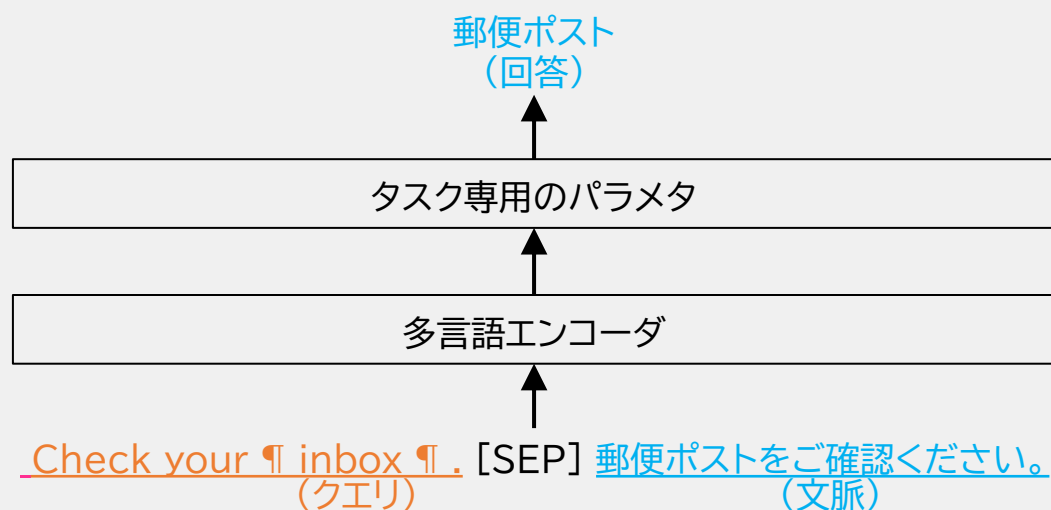 郵便ポスト
(回答)
タスク専用のパラメタ
多言語エンコーダ
Check your ¶ inbox ¶ . [SEP] 郵便ポストをご確認ください。
(クエリ) (文脈)